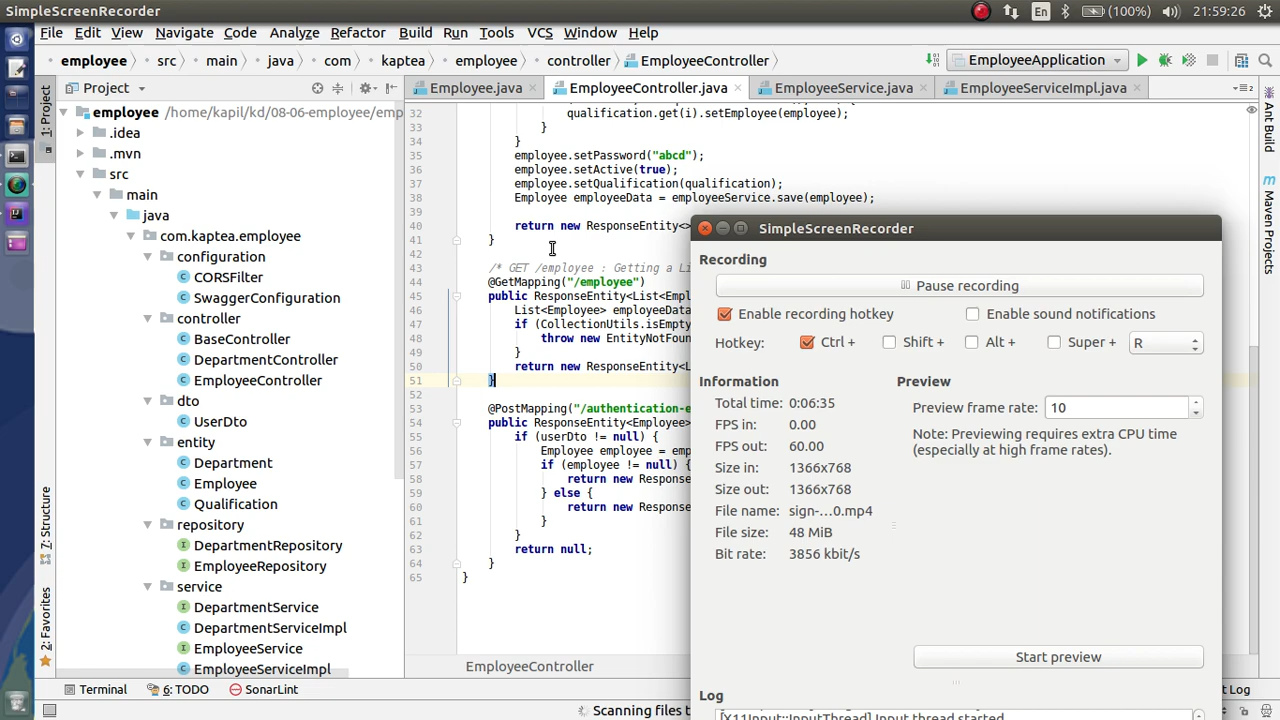 SimpleScreenRecorder
En (100%) 21:59:26
File Edit View Navigate Code Analyze Refactor Build Run Tools VCS Window Help
employee src main java com kaptea employee controller EmployeeController EmployeeApplication
Project
Employee.java EmployeeController.java EmployeeService.java EmployeeServiceImpl.java
1: Project
7: Structure
2: Favorites
employee /home/kapil/kd/08-06-employee/emp
.idea
.mvn
src
main
java
com.kaptea.employee
configuration
CORSFilter
SwaggerConfiguration
controller
BaseController
DepartmentController
EmployeeController
dto
UserDto
entity
Department
Employee
Qualification
repository
DepartmentRepository
EmployeeRepository
service
DepartmentService
DepartmentServiceImpl
EmployeeService
EmployeeServiceImpl
32 qualification.get(i).setEmployee(employee);
33 }
34 }
35 employee.setPassword("abcd");
36 employee.setActive(true);
37 employee.setQualification(qualification);
38 Employee employeeData = employeeService.save(employee);
39
40 return new ResponseEntity<>
41 }
42
43 /* GET /employee : Getting a Li
44 @GetMapping("/employee")
45 public ResponseEntity<List<Empl
46 List<Employee> employeeData
47 if (CollectionUtils.isEmpty
48 throw new EntityNotFoun
49 }
50 return new ResponseEntity<L
51 }
52
53 @PostMapping("/authentication-e
54 public ResponseEntity<Employee>
55 if (userDto != null) {
56 Employee employee = emp
57 if (employee != null) {
58 return new Respons
59 } else {
60 return new Respons
61 }
62 }
63 return null;
64 }
65 }
EmployeeController
SimpleScreenRecorder
Recording
Pause recording
Enable recording hotkey Enable sound notifications
Hotkey: Ctrl + Shift + Alt + Super + R
Information
Total time: 0:06:35
FPS in: 0.00
FPS out: 60.00
Size in: 1366x768
Size out: 1366x768
File name: sign-...0.mp4
File size: 48 MiB
Bit rate: 3856 kbit/s
Preview
Preview frame rate: 10
Note: Previewing requires extra CPU time
(especially at high frame rates).
Start preview
Log
[X11Input::InputThread] Input thread started
Ant Build
Maven Projects
Terminal 6: TODO SonarLint
t Log
Scanning files t